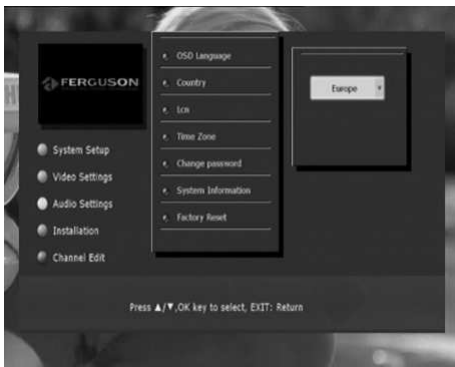 FERGUSON
System Setup
Video Settings
Audio Settings
Installation
Channel Edit
OSD Language
Country
Lcn
Time Zone
Change password
System Information
Factory Reset
Europe
Press ▲/▼,OK key to select, EXIT: Return